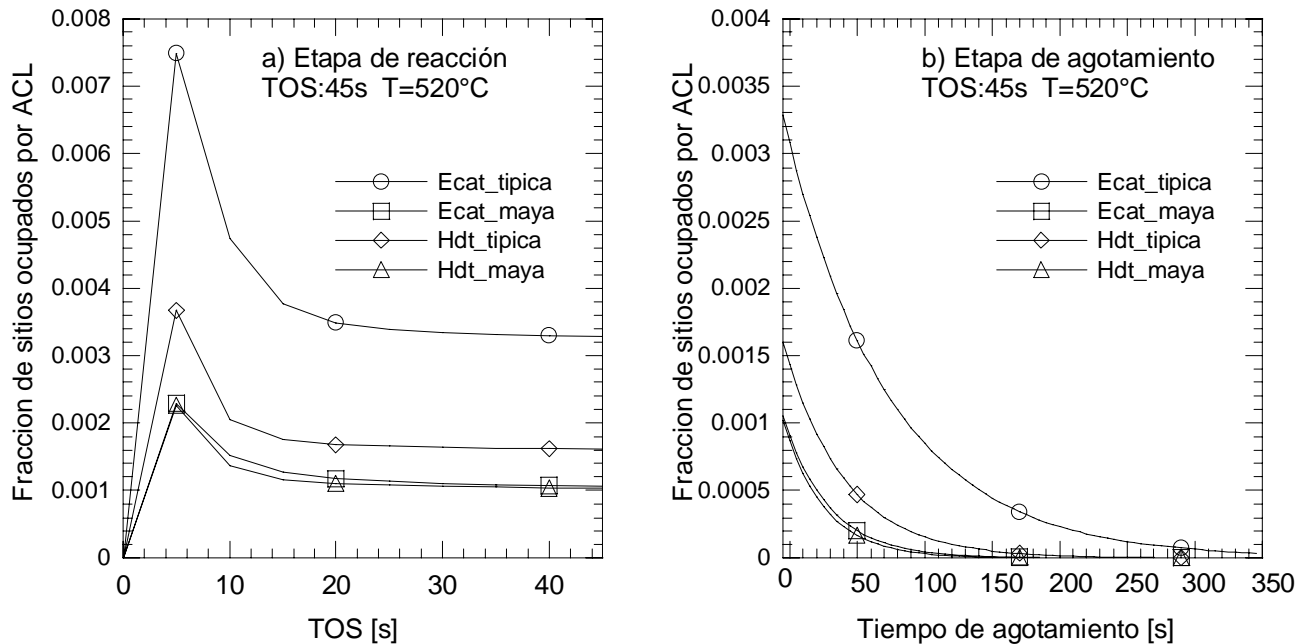 a) Etapa de reacción
TOS:45s  T=520°C
Ecat_tipica
Ecat_maya
Hdt_tipica
Hdt_maya
Fraccion de sitios ocupados por ACL
0.008
0.007
0.006
0.005
0.004
0.003
0.002
0.001
0
0 10 20 30 40
TOS [s]
b) Etapa de agotamiento
TOS:45s  T=520°C
Ecat_tipica
Ecat_maya
Hdt_tipica
Hdt_maya
Fraccion de sitios ocupados por ACL
0.004
0.0035
0.003
0.0025
0.002
0.0015
0.001
0.0005
0
0 50 100 150 200 250 300 350
Tiempo de agotamiento [s]